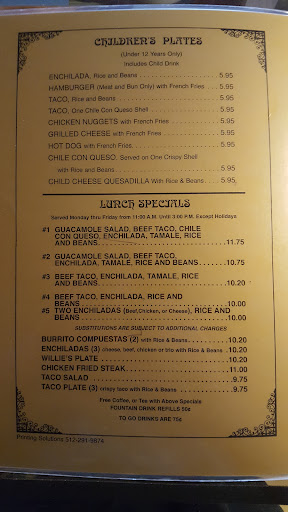 CHILDREN'S PLATES
(Under 12 Years Only)
Includes Child Drink
ENCHILADA, Rice and Beans ............ 5.95
HAMBURGER (Meat and Bun Only) with French Fries ..... 5.95
TACO, Rice and Beans ............ 5.95
TACO, One Chile Con Queso Shell ............ 5.95
CHICKEN NUGGETS with French Fries ............ 5.95
GRILLED CHEESE with French Fries ............ 5.95
HOT DOG with French Fries ............ 5.95
CHILE CON QUESO, Served on One Crispy Shell
with Rice and Beans ............ 5.95
CHILD CHEESE QUESADILLA With Rice & Beans ..... 5.95
LUNCH SPECIALS
Served Monday thru Friday from 11:00 A.M. Until 3:00 P.M. Except Holidays
#1 GUACAMOLE SALAD, BEEF TACO, CHILE
CON QUESO, ENCHILADA, TAMALE, RICE
AND BEANS ............ 11.75
#2 GUACAMOLE SALAD, BEEF TACO,
ENCHILADA, TAMALE, RICE AND BEANS ..... 10.75
#3 BEEF TACO, ENCHILADA, TAMALE, RICE
AND BEANS ............ 10.20
#4 BEEF TACO, ENCHILADA, RICE AND
BEANS ............ 10.00
#5 TWO ENCHILADAS (Beef, Chicken, or Cheese), RICE AND
BEANS ............ 10.00
SUBSTITUTIONS ARE SUBJECT TO ADDITIONAL CHARGES
BURRITO COMPUESTAS (2) with Rice & Beans ..... 10.20
ENCHILADAS (3) cheese, beef, chicken or trio with Rice & Beans .. 10.20
WILLIE'S PLATE ............ 10.20
CHICKEN FRIED STEAK ............ 11.00
TACO SALAD ............ 9.75
TACO PLATE (3) crispy taco with Rice & Beans ..... 9.75
Free Coffee, or Tea with Above Specials
FOUNTAIN DRINK REFILLS 50¢
TO GO DRINKS ARE 75¢
Printing Solutions 512-291-9874